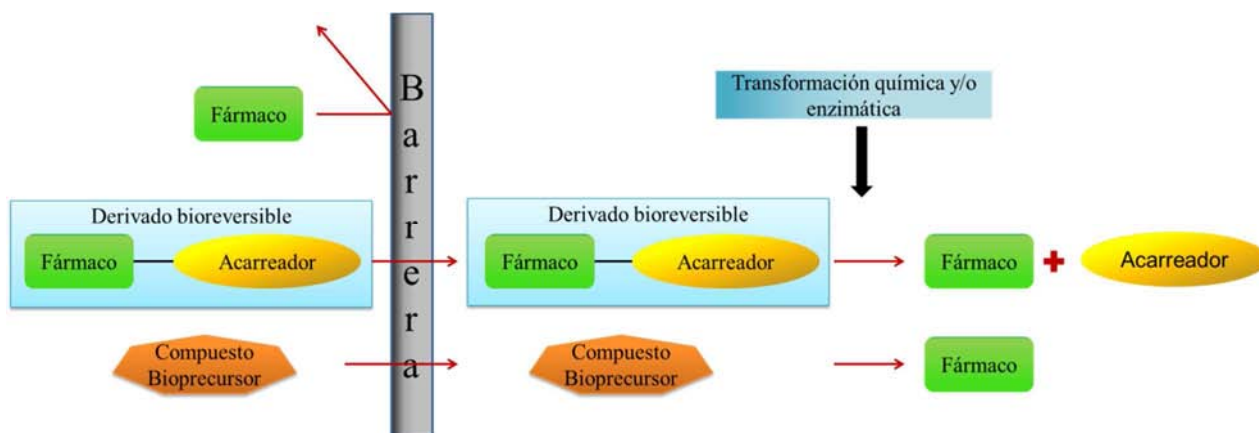 Fármaco
Barrera
Transformación química y/o
enzimática
Derivado bioreversible
Fármaco
Acarreador
Derivado bioreversible
Fármaco
Acarreador
Fármaco
+
Acarreador
Compuesto
Bioprecursor
Compuesto
Bioprecursor
Fármaco